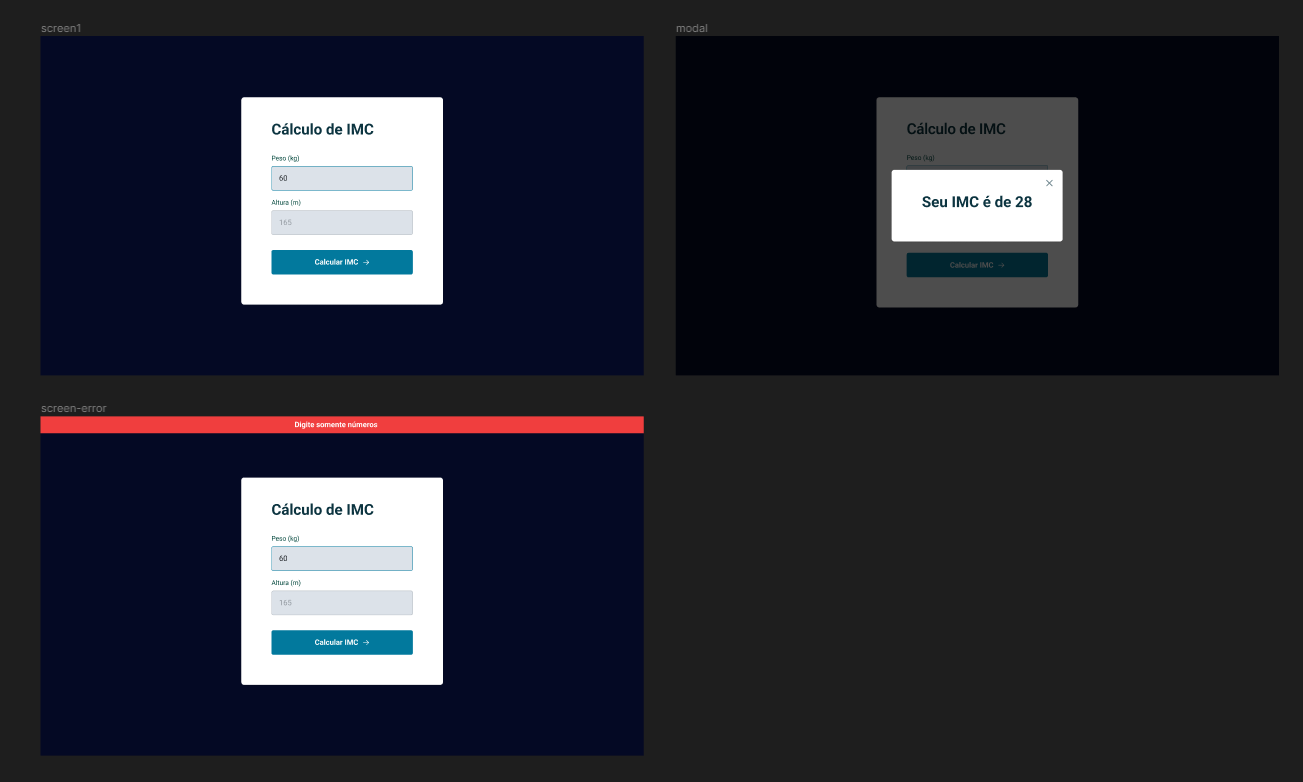 screen1
Cálculo de IMC
Peso (kg)
60
Altura (m)
165
Calcular IMC →
modal
Cálculo de IMC
Peso (kg)
Seu IMC é de 28
Calcular IMC →
screen-error
Digite somente números
Cálculo de IMC
Peso (kg)
60
Altura (m)
165
Calcular IMC →